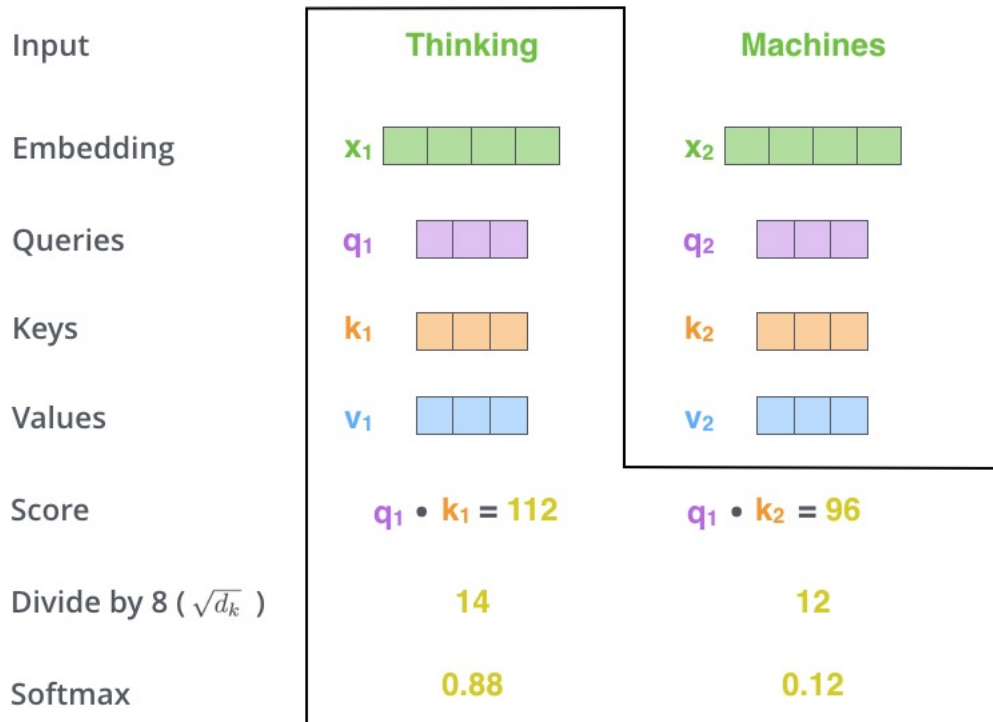 Input Thinking Machines
Embedding x₁ x₂
Queries q₁ q₂
Keys k₁ k₂
Values v₁ v₂
Score q₁ • k₁ = 112 q₁ • k₂ = 96
Divide by 8 ( √dₖ ) 14 12
Softmax 0.88 0.12